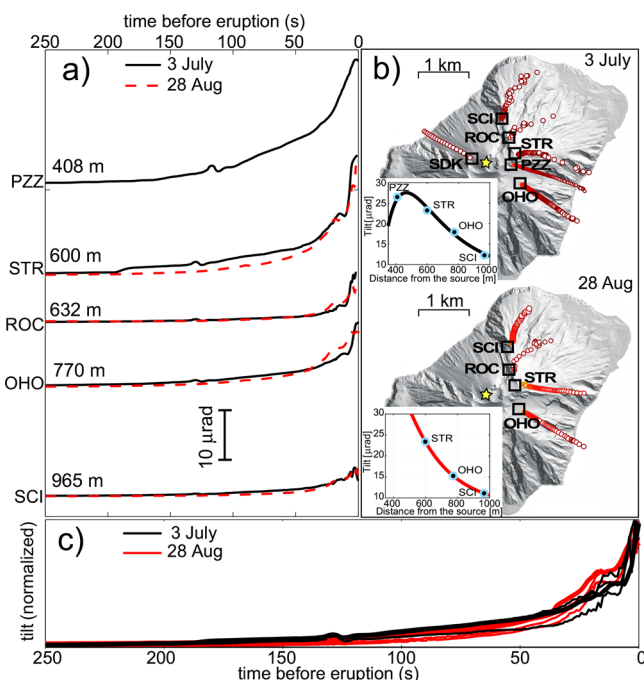 time before eruption (s)
250 200 150 100 50 0
a)
3 July
28 Aug
408 m
PZZ
600 m
STR
632 m
ROC
770 m
OHO
10 µrad
965 m
SCI
b)
3 July
1 km
SCI
ROC
STR
SDK
PZZ
OHO
Tilt[µrad]
30
25
20
15
10
PZZ
STR
OHO
SCI
400 600 800 1000
Distance from the source [m]
28 Aug
1 km
SCI
ROC
STR
OHO
Tilt[µrad]
30
25
20
15
10
STR
OHO
SCI
400 600 800 1000
Distance from the source [m]
c)
3 July
28 Aug
tilt (normalized)
250 200 150 100 50 0
time before eruption (s)